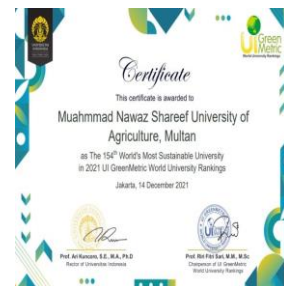 UI Green
Metric
World University Rankings
Certificate
This certificate is awarded to
Muahmmad Nawaz Shareef University of
Agriculture, Multan
as The 154th World's Most Sustainable University
in 2021 UI GreenMetric World University Rankings
Jakarta, 14 December 2021
Prof. Ari Kuncoro, S.E., M.A., Ph.D
Rector of Universitas Indonesia
Prof. Riri Fitri Sari, M.M., M.Sc
Chairperson of UI GreenMetric
World University Rankings